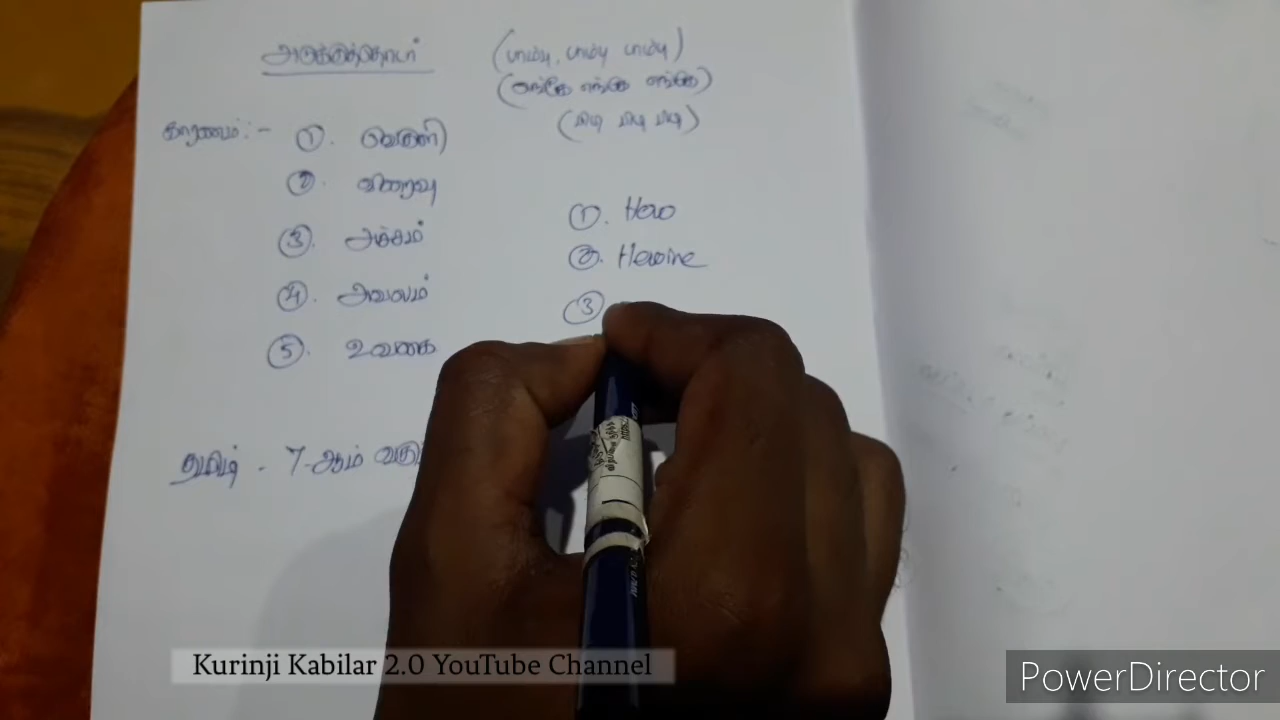 அடுக்குத்தொடர்
(பாம்பு, பாம்பு பாம்பு)
(எங்கே எங்கே எங்கே)
(பிடி பிடி பிடி)
காரணம்:-
① வெகுளி
② விரைவு
③ அச்சம்
④ அவலம்
⑤ உவகை
① Hero
② Heroine
③
தமிழ் - 7-ஆம்
Kurinji Kabilar 2.0 YouTube Channel
PowerDirector